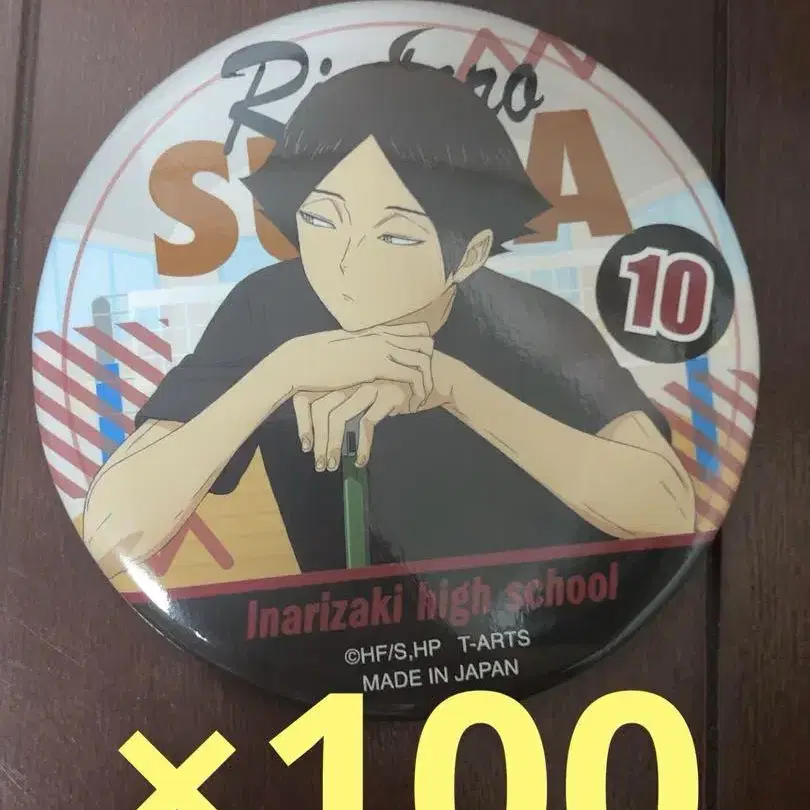 10
Inarizaki high school
©HF/S,HP T-ARTS
MADE IN JAPAN
×100